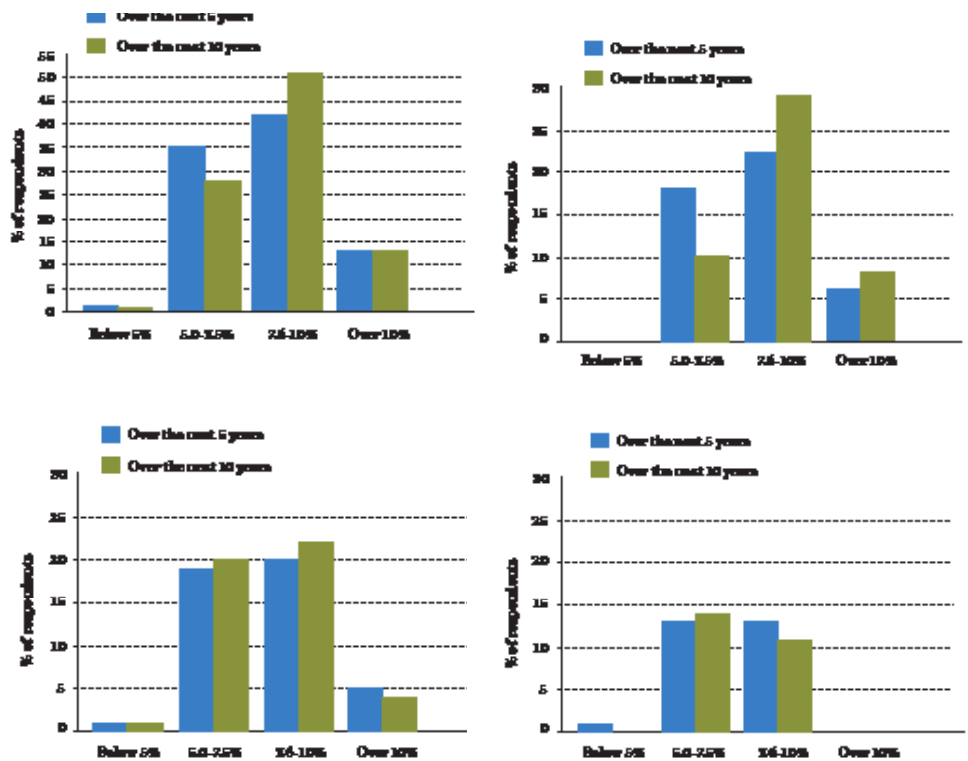 Over the next 5 years
Over the next 10 years
% of respondents
55
50
45
40
35
30
25
20
15
10
5
0
Below 5%
5.0-7.5%
7.6-10%
Over 10%
Over the next 5 years
Over the next 10 years
% of respondents
30
25
20
15
10
5
0
Below 5%
5.0-7.5%
7.6-10%
Over 10%
Over the next 5 years
Over the next 10 years
% of respondents
30
25
20
15
10
5
0
Below 5%
5.0-7.5%
7.6-10%
Over 10%
Over the next 5 years
Over the next 10 years
% of respondents
30
25
20
15
10
5
0
Below 5%
5.0-7.5%
7.6-10%
Over 10%